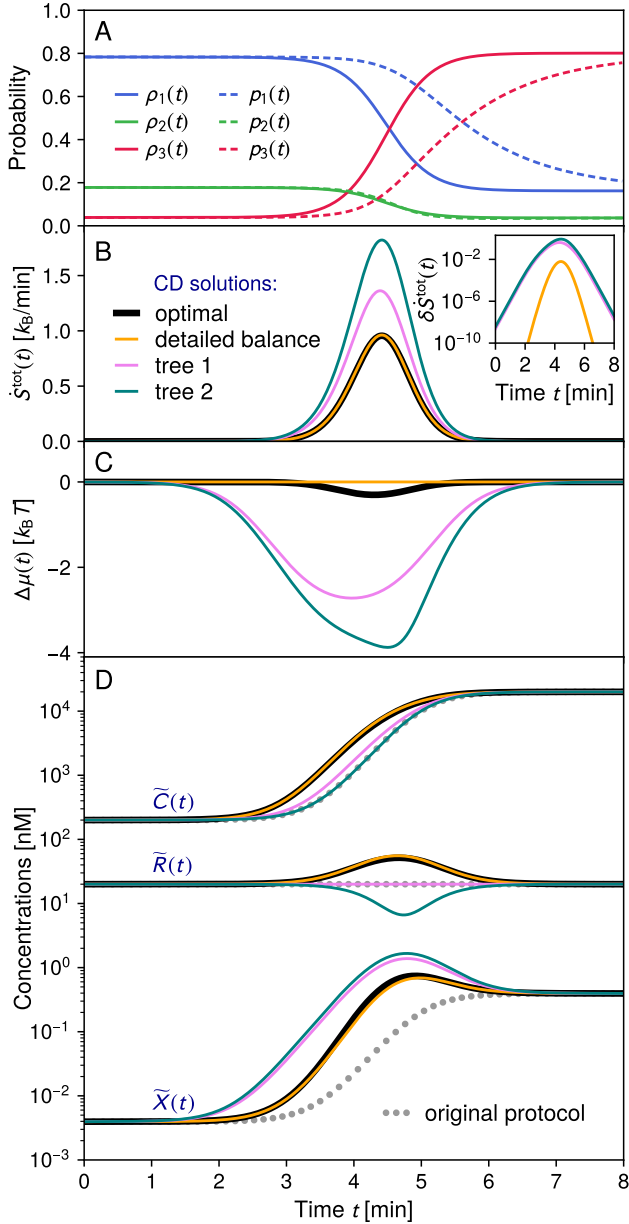 A
1.0
0.8
0.6
0.4
0.2
0.0
Probability
ρ₁(t)
p₁(t)
ρ₂(t)
p₂(t)
ρ₃(t)
p₃(t)
B
1.5
1.0
0.5
0.0
Ṡᵗᵒᵗ(t) [k_B/min]
CD solutions:
optimal
detailed balance
tree 1
tree 2
δṠᵗᵒᵗ(t)
10⁻²
10⁻⁶
10⁻¹⁰
0 2 4 6 8
Time t [min]
C
0
−2
−4
Δμ(t) [k_B T]
D
10⁴
10³
10²
10¹
10⁰
10⁻¹
10⁻²
10⁻³
Concentrations [nM]
C̃(t)
R̃(t)
X̃(t)
original protocol
0 1 2 3 4 5 6 7 8
Time t [min]